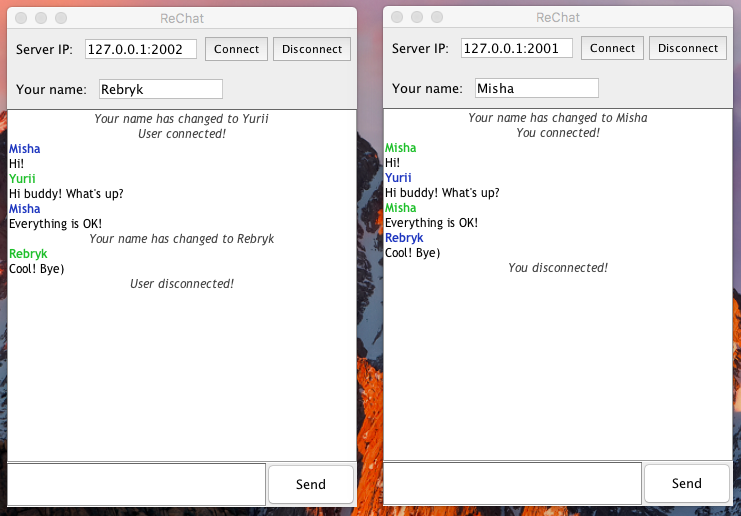 ReChat
Server IP: 127.0.0.1:2002 Connect Disconnect
Your name: Rebryk
Your name has changed to Yurii
User connected!
Misha
Hi!
Yurii
Hi buddy! What's up?
Misha
Everything is OK!
Your name has changed to Rebryk
Rebryk
Cool! Bye)
User disconnected!
Send
ReChat
Server IP: 127.0.0.1:2001 Connect Disconnect
Your name: Misha
Your name has changed to Misha
You connected!
Misha
Hi!
Yurii
Hi buddy! What's up?
Misha
Everything is OK!
Rebryk
Cool! Bye)
You disconnected!
Send